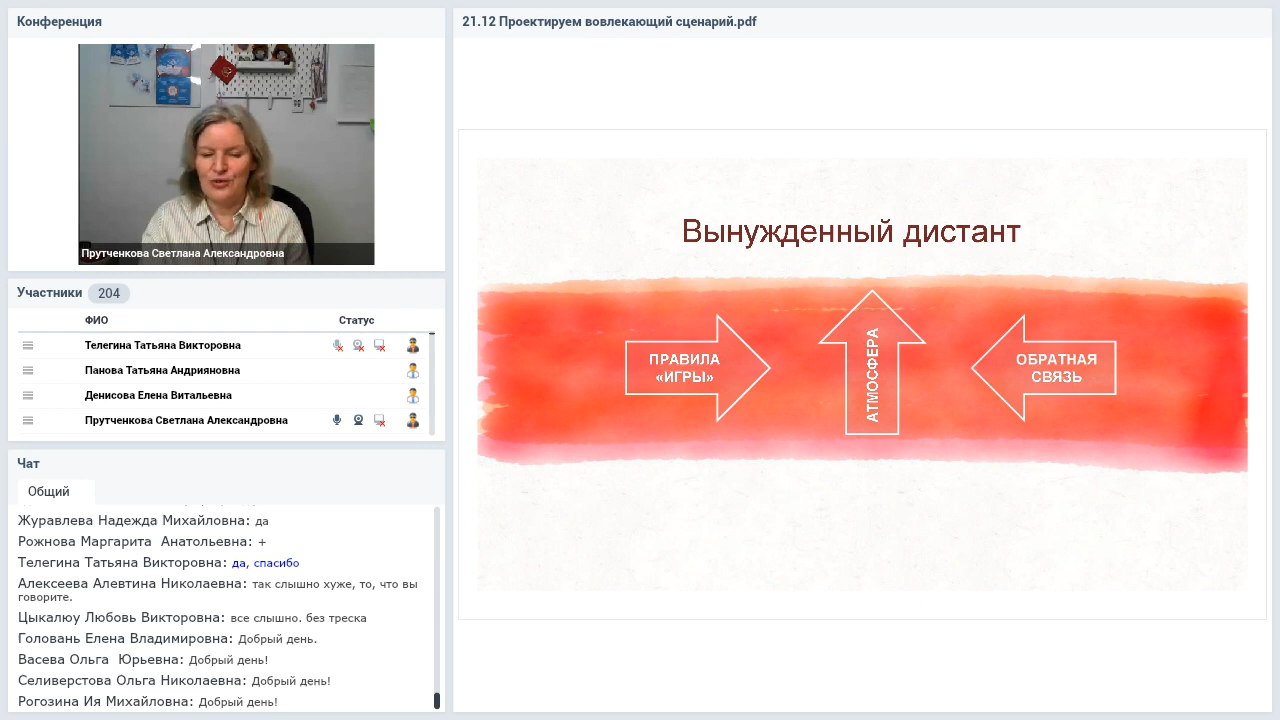 Конференция
Прутченкова Светлана Александровна
Участники 204
ФИО Статус
Телегина Татьяна Викторовна
Панова Татьяна Андрияновна
Денисова Елена Витальевна
Прутченкова Светлана Александровна
Чат
Общий
Журавлева Надежда Михайловна: да
Рожнова Маргарита Анатольевна: +
Телегина Татьяна Викторовна: да, спасибо
Алексеева Алевтина Николаевна: так слышно хуже, то, что вы
говорите.
Цыкалюу Любовь Викторовна: все слышно. без треска
Головань Елена Владимировна: Добрый день.
Васева Ольга Юрьевна: Добрый день!
Селиверстова Ольга Николаевна: Добрый день!
Рогозина Ия Михайловна: Добрый день!
21.12 Проектируем вовлекающий сценарий.pdf
Вынужденный дистант
ПРАВИЛА
«ИГРЫ»
АТМОСФЕРА
ОБРАТНАЯ
СВЯЗЬ